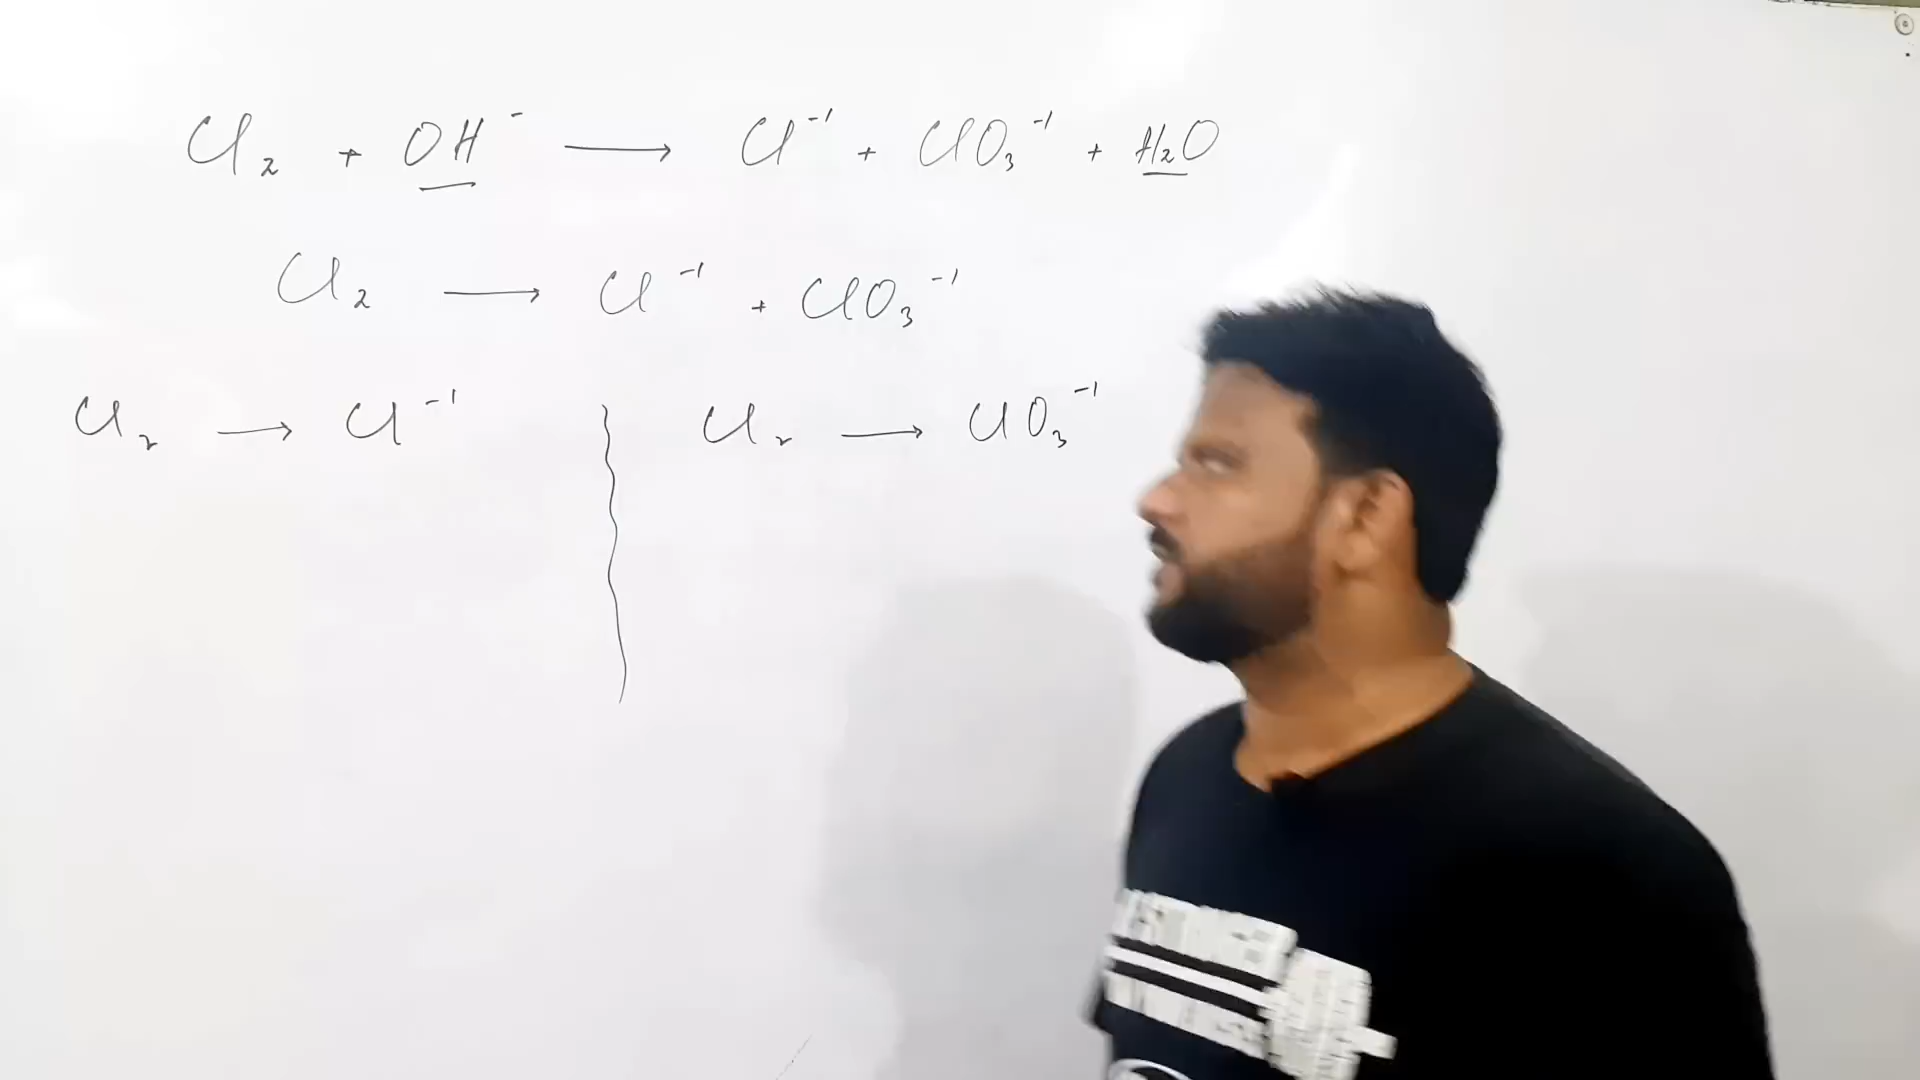 Cl₂ + OH⁻ ⟶ Cl⁻¹ + ClO₃⁻¹ + H₂O
Cl₂ ⟶ Cl⁻¹ + ClO₃⁻¹
Cl₂ ⟶ Cl⁻¹
Cl₂ ⟶ ClO₃⁻¹